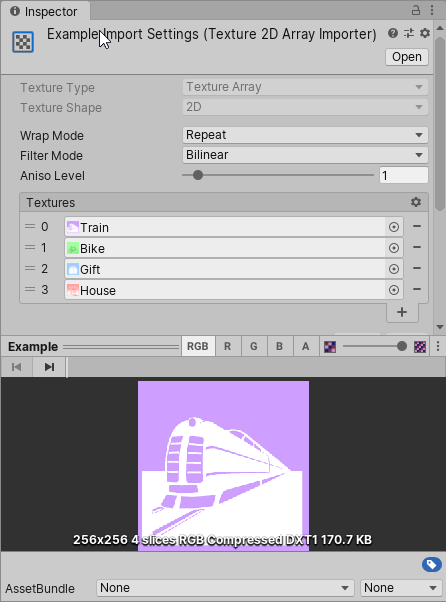 Inspector
Example Import Settings (Texture 2D Array Importer)
Open
Texture Type Texture Array
Texture Shape 2D
Wrap Mode Repeat
Filter Mode Bilinear
Aniso Level 1
Textures
0 Train
1 Bike
2 Gift
3 House
Example RGB R G B A
256x256 4 slices RGB Compressed DXT1 170.7 KB
AssetBundle None None